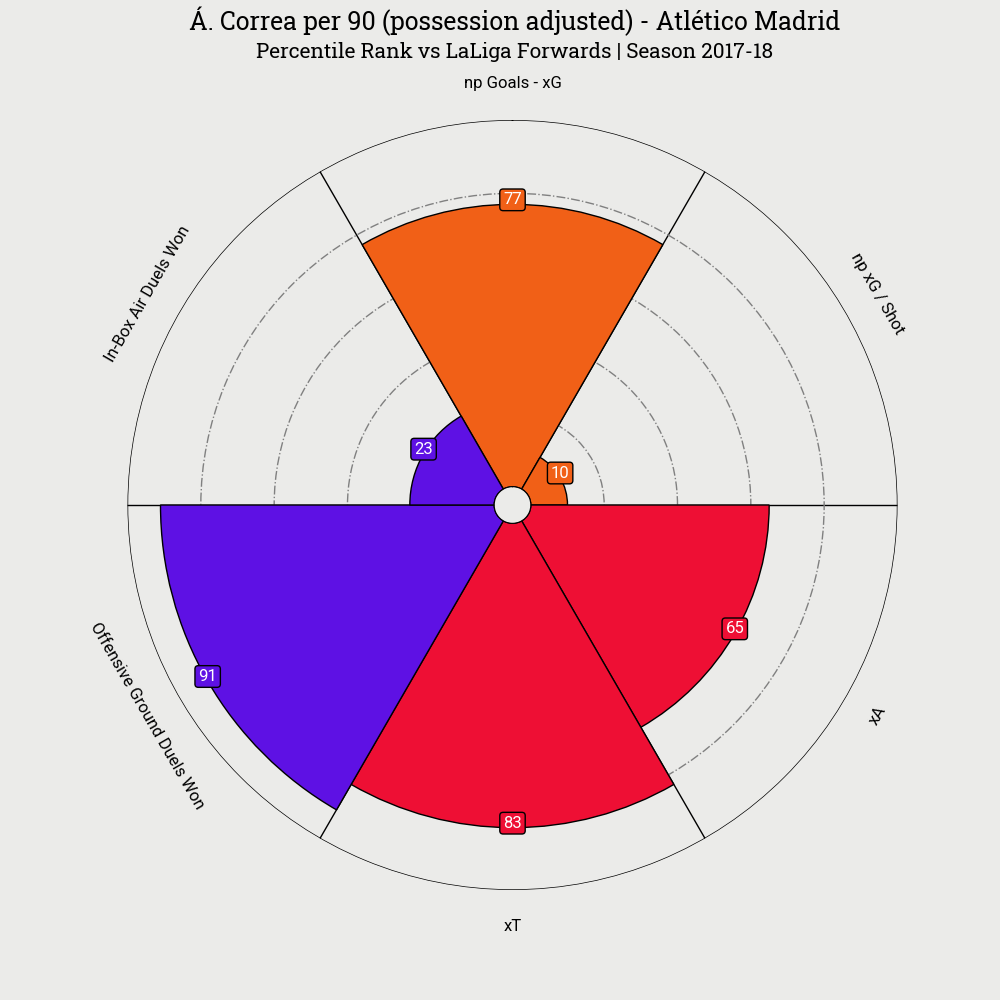 Á. Correa per 90 (possession adjusted) - Atlético Madrid
Percentile Rank vs LaLiga Forwards | Season 2017-18
np Goals - xG
77
np xG / Shot
In-Box Air Duels Won
23
10
65
91
Offensive Ground Duels Won
xA
83
xT